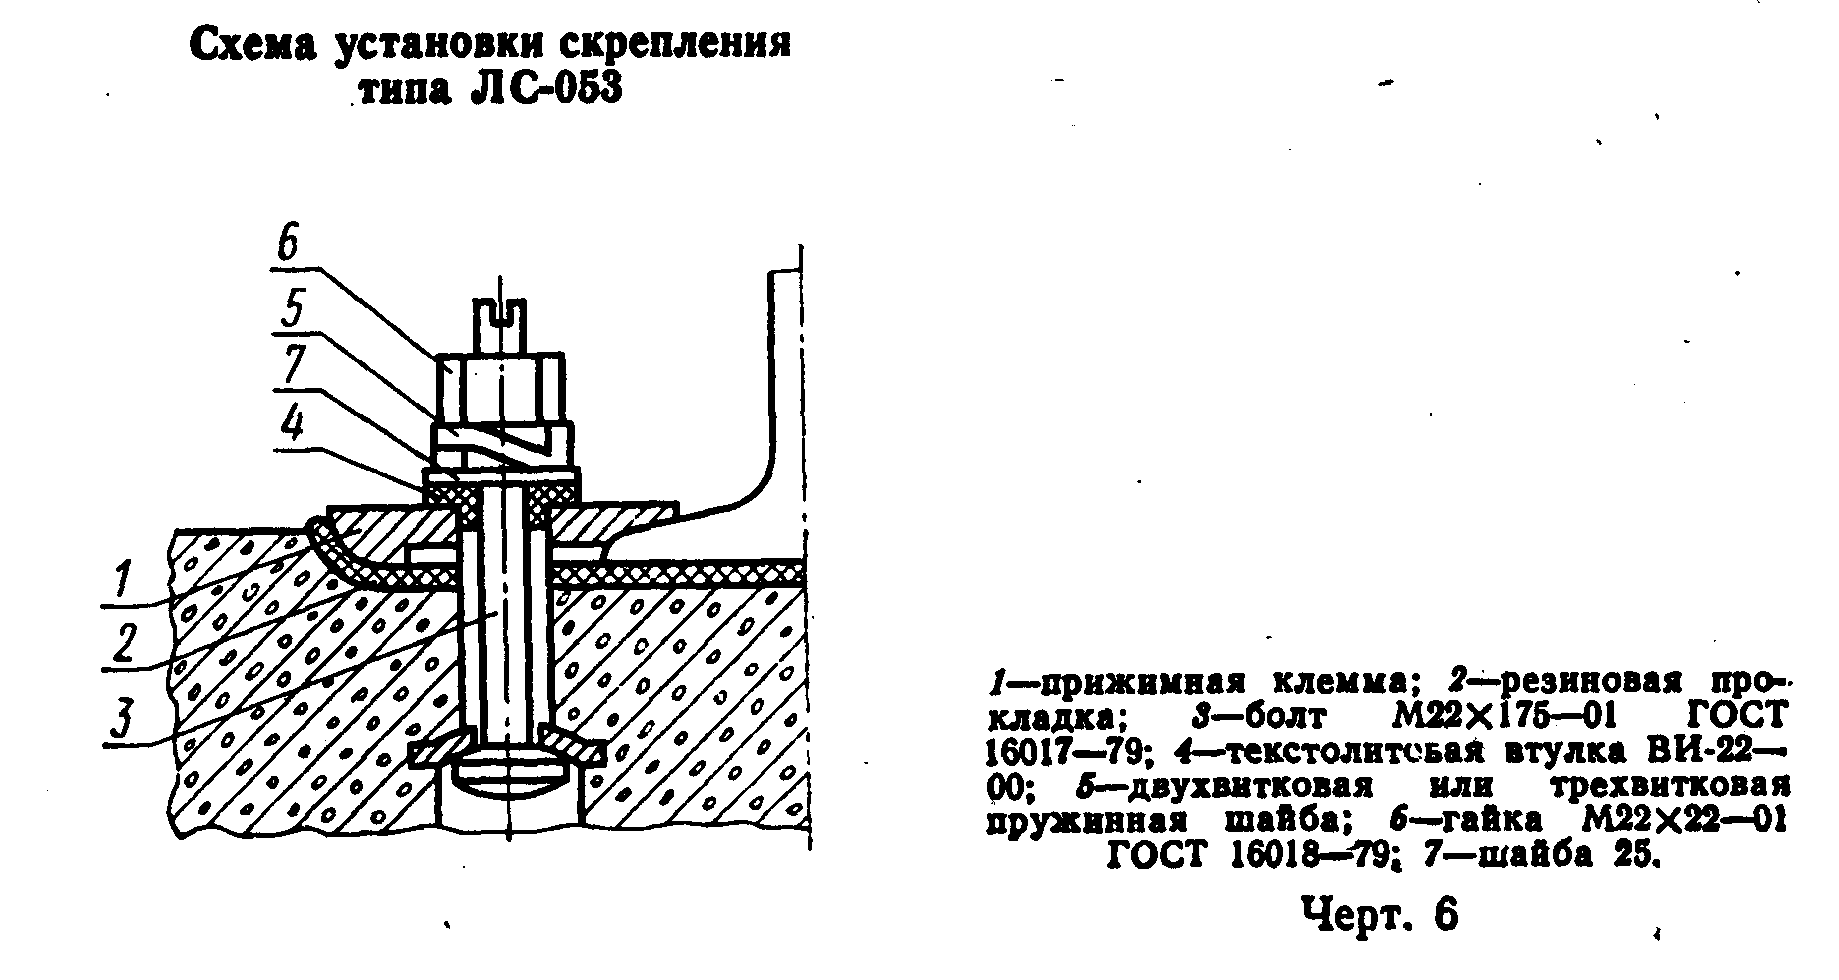 Схема установки скрепления
типа ЛС-053
6
5
7
4
1
2
3
1—прижимная клемма; 2—резиновая про-
кладка; 3—болт М22×175—01 ГОСТ
16017—79; 4—текстолитовая втулка ВИ-22—
00; 5—двухвитковая или трехвитковая
пружинная шайба; 6—гайка М22×22—01
ГОСТ 16018—79; 7—шайба 25.
Черт. 6